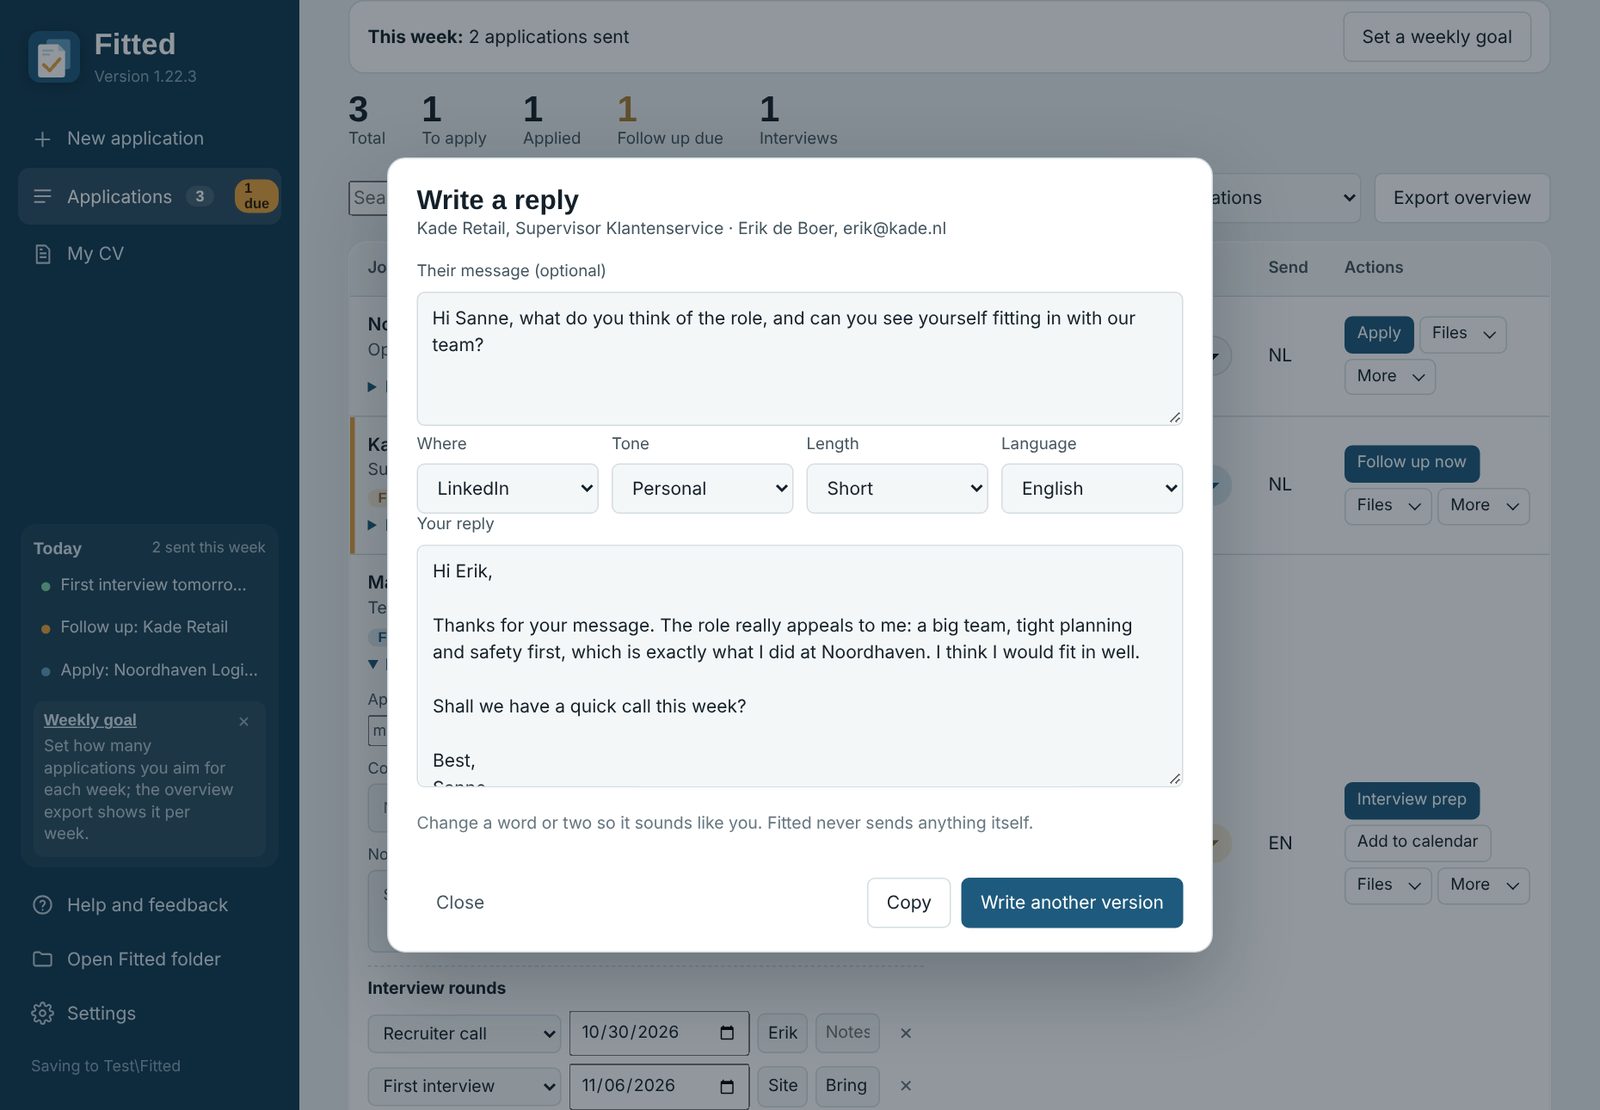 Fitted
Version 1.22.3
New application
Applications 3 1 due
My CV
Today 2 sent this week
First interview tomorro...
Follow up: Kade Retail
Apply: Noordhaven Logi...
Weekly goal ×
Set how many
applications you aim for
each week; the overview
export shows it per
week.
Help and feedback
Open Fitted folder
Settings
Saving to Test\Fitted
This week: 2 applications sent
Set a weekly goal
3 1 1 1 1
Total To apply Applied Follow up due Interviews
Export overview
Send Actions
NL
Apply Files
More
NL
Follow up now
Files More
EN
Interview prep
Add to calendar
Files More
Write a reply
Kade Retail, Supervisor Klantenservice · Erik de Boer, erik@kade.nl
Their message (optional)
Hi Sanne, what do you think of the role, and can you see yourself fitting in with our
team?
Where Tone Length Language
LinkedIn Personal Short English
Your reply
Hi Erik,
Thanks for your message. The role really appeals to me: a big team, tight planning
and safety first, which is exactly what I did at Noordhaven. I think I would fit in well.
Shall we have a quick call this week?
Best,
Sanne
Change a word or two so it sounds like you. Fitted never sends anything itself.
Close Copy Write another version
Interview rounds
Recruiter call 10/30/2026 Erik Notes ×
First interview 11/06/2026 Site Bring ×